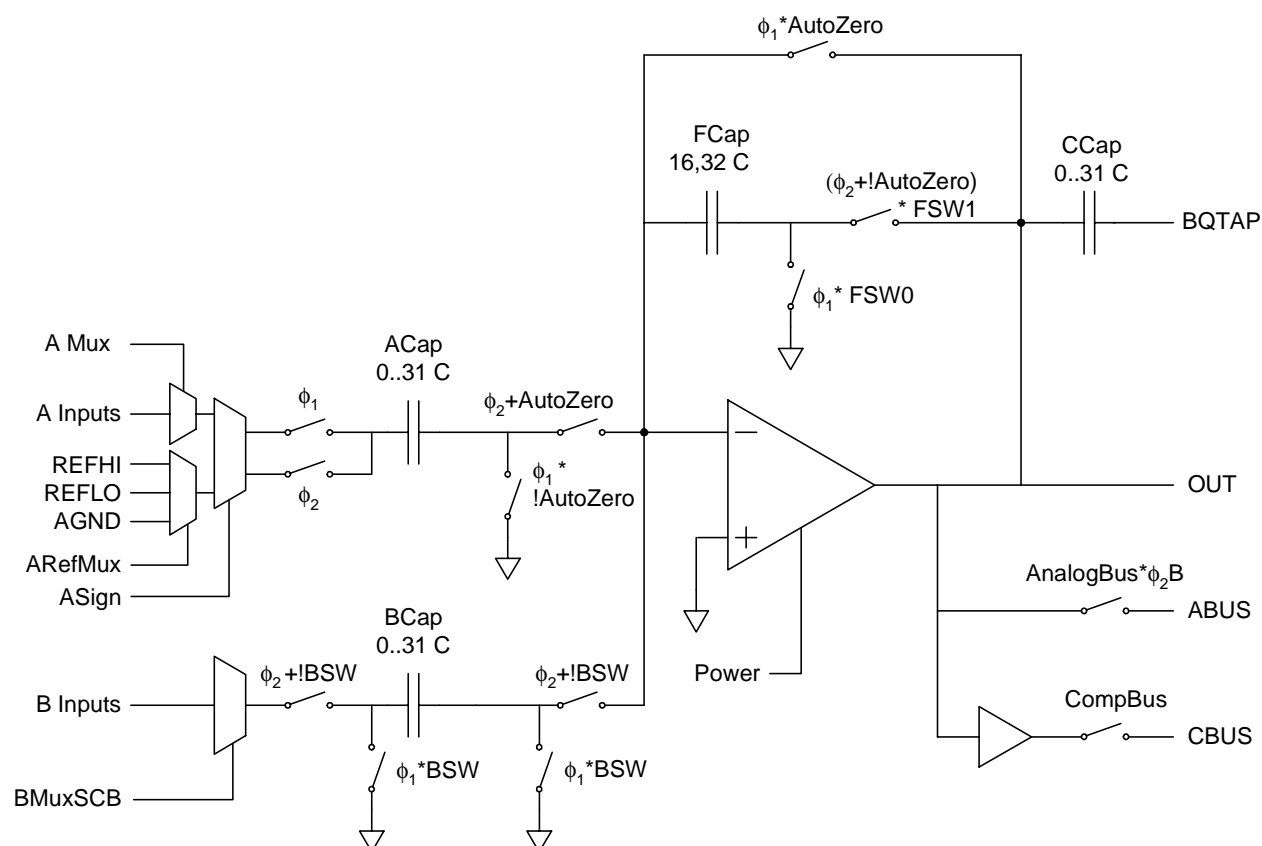 ϕ1*AutoZero
FCap
16,32 C
CCap
0..31 C
(ϕ2+!AutoZero)
* FSW1
BQTAP
ϕ1* FSW0
A Mux
ACap
0..31 C
A Inputs
ϕ1
ϕ2+AutoZero
REFHI
REFLO
AGND
ϕ2
ϕ1*
!AutoZero
OUT
ARefMux
ASign
AnalogBus*ϕ2B
ABUS
BCap
0..31 C
Power
B Inputs
ϕ2+!BSW
ϕ2+!BSW
CompBus
CBUS
ϕ1*BSW
ϕ1*BSW
BMuxSCB